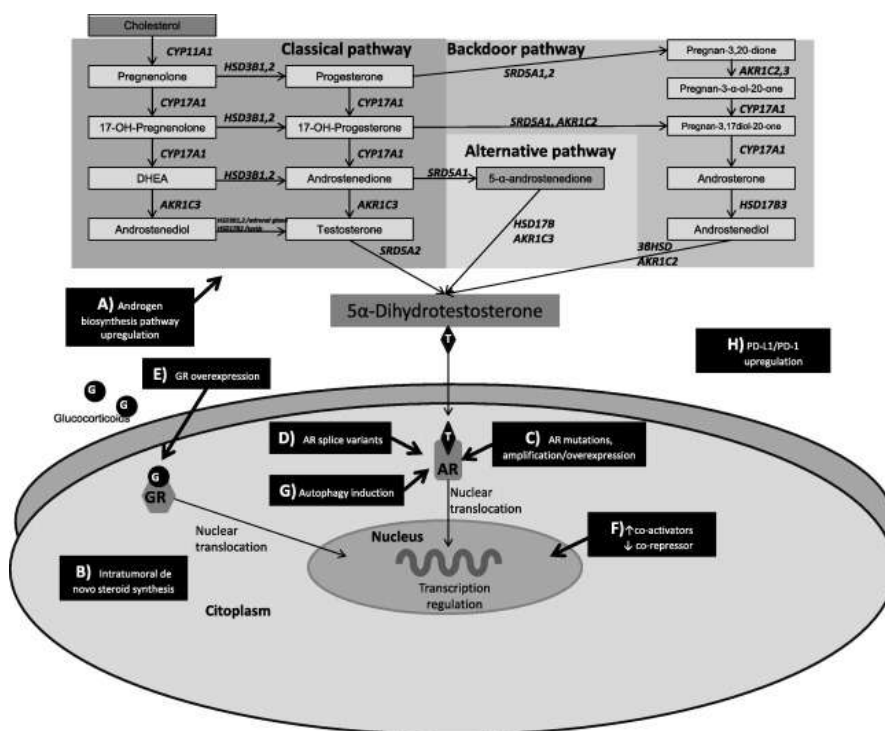 Cholesterol
CYP11A1
Classical pathway
Backdoor pathway
Pregnenolone
HSD3B1,2
Progesterone
SRD5A1,2
Pregnan-3,20-dione
AKR1C2,3
Pregnan-3-α-ol-20-one
CYP17A1
CYP17A1
CYP17A1
17-OH-Pregnenolone
HSD3B1,2
17-OH-Progesterone
SRD5A1, AKR1C2
Pregnan-3,17diol-20-one
CYP17A1
CYP17A1
CYP17A1
Alternative pathway
DHEA
HSD3B1,2
Androstenedione
SRD5A1
5-α-androstenedione
Androsterone
AKR1C3
AKR1C3
HSD17B3
HSD17B
AKR1C3
Androstenediol
HSD3B1,2 /adrenal gland
Testosterone
Androstenediol
SRD5A2
3BHSD
AKR1C2
A) Androgen
biosynthesis pathway
upregulation
5α-Dihydrotestosterone
T
H) PD-L1/PD-1
upregulation
E) GR overexpression
G
G
Glucocorticoids
D) AR splice variants
T
AR
C) AR mutations,
amplification/overexpression
G) Autophagy induction
G
GR
Nuclear
translocation
Nuclear
translocation
Nucleus
F) ↑co-activators
↓ co-repressor
B) Intratumoral de
novo steroid synthesis
Transcription
regulation
Citoplasm